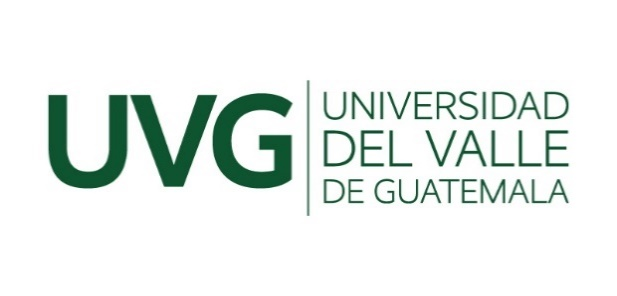 UVG
UNIVERSIDAD
DEL VALLE
DE GUATEMALA